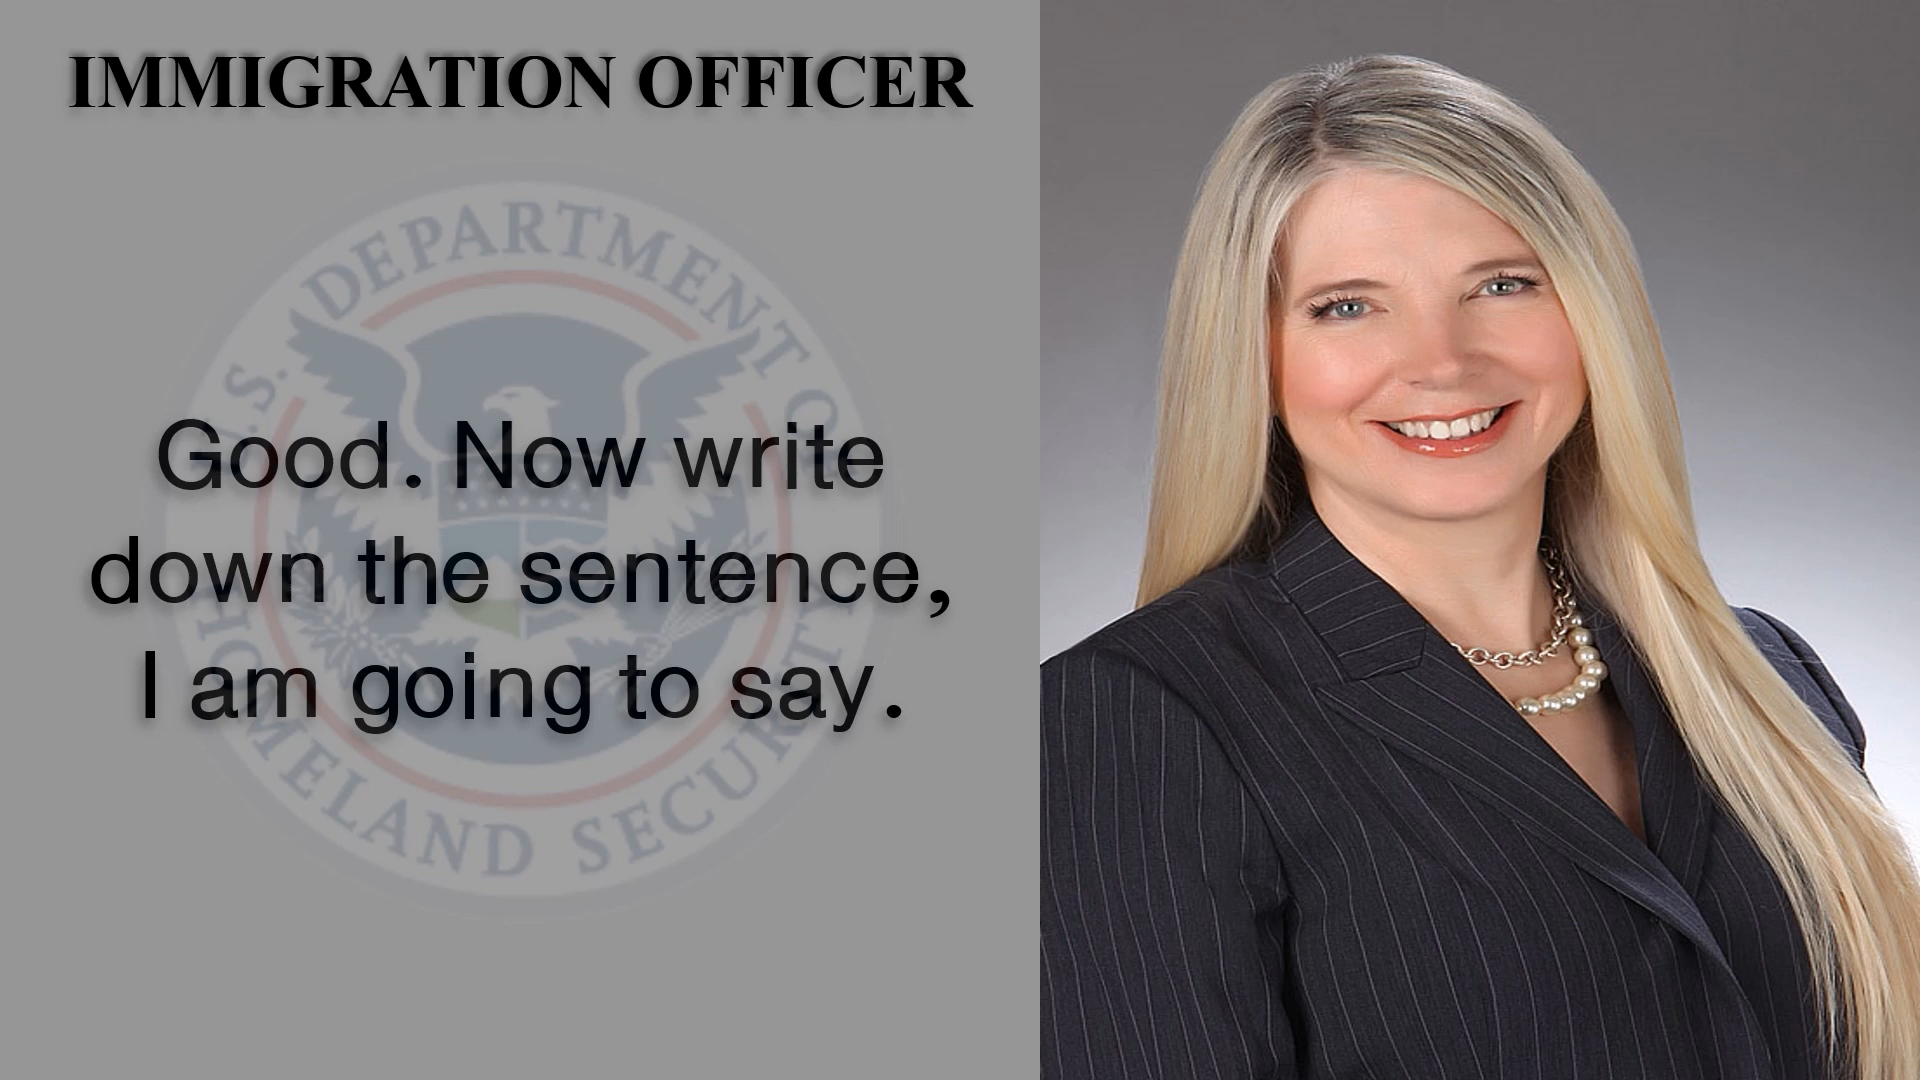 IMMIGRATION OFFICER
U.S. DEPARTMENT OF
Good. Now write
down the sentence,
I am going to say.
HOMELAND SECURITY